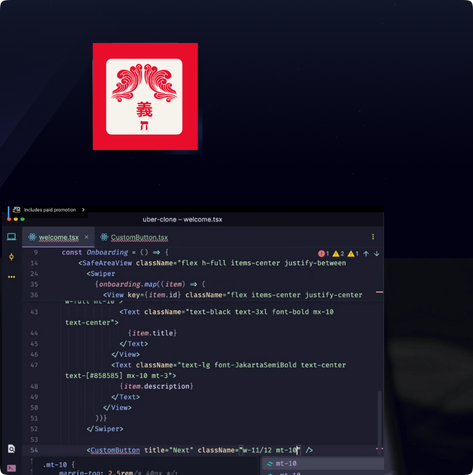 義
ח
Includes paid promotion >
uber-clone – welcome.tsx
welcome.tsx × CustomButton.tsx
9 const Onboarding = () => { 1 2 1
14 <SafeAreaView className="flex h-full items-center justify-between
24 <Swiper
35 {onboarding.map((item) => (
36 <View key={item.id} className="flex items-center justify-center
w-full mt-10">
43 <Text className="text-black text-3xl font-bold mx-10
text-center">
44 {item.title}
45 </Text>
46 </View>
47 <Text className="text-lg font-JakartaSemiBold text-center
text-[#858585] mx-10 mt-3">
48 {item.description}
49 </Text>
50 </View>
51 ))}
52 </Swiper>
54 <CustomButton title="Next" className="w-11/12 mt-10" />
.mt-10 {
mt-10
margin-top: 2.5rem/* 40px */;